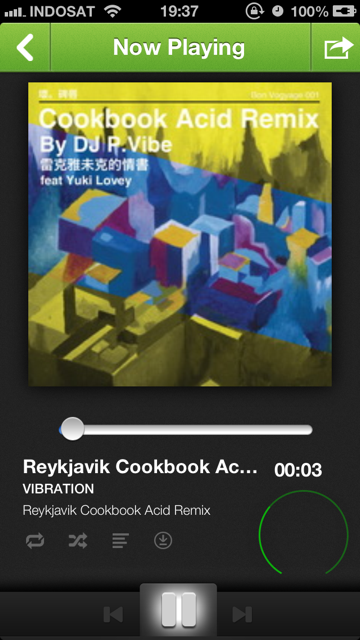 INDOSAT 19:37 100%
Now Playing
Bon Voyage 001
Cookbook Acid Remix
By DJ P.Vibe
雷克雅未克的情書
feat Yuki Lovey
Reykjavik Cookbook Ac... 00:03
VIBRATION
Reykjavik Cookbook Acid Remix